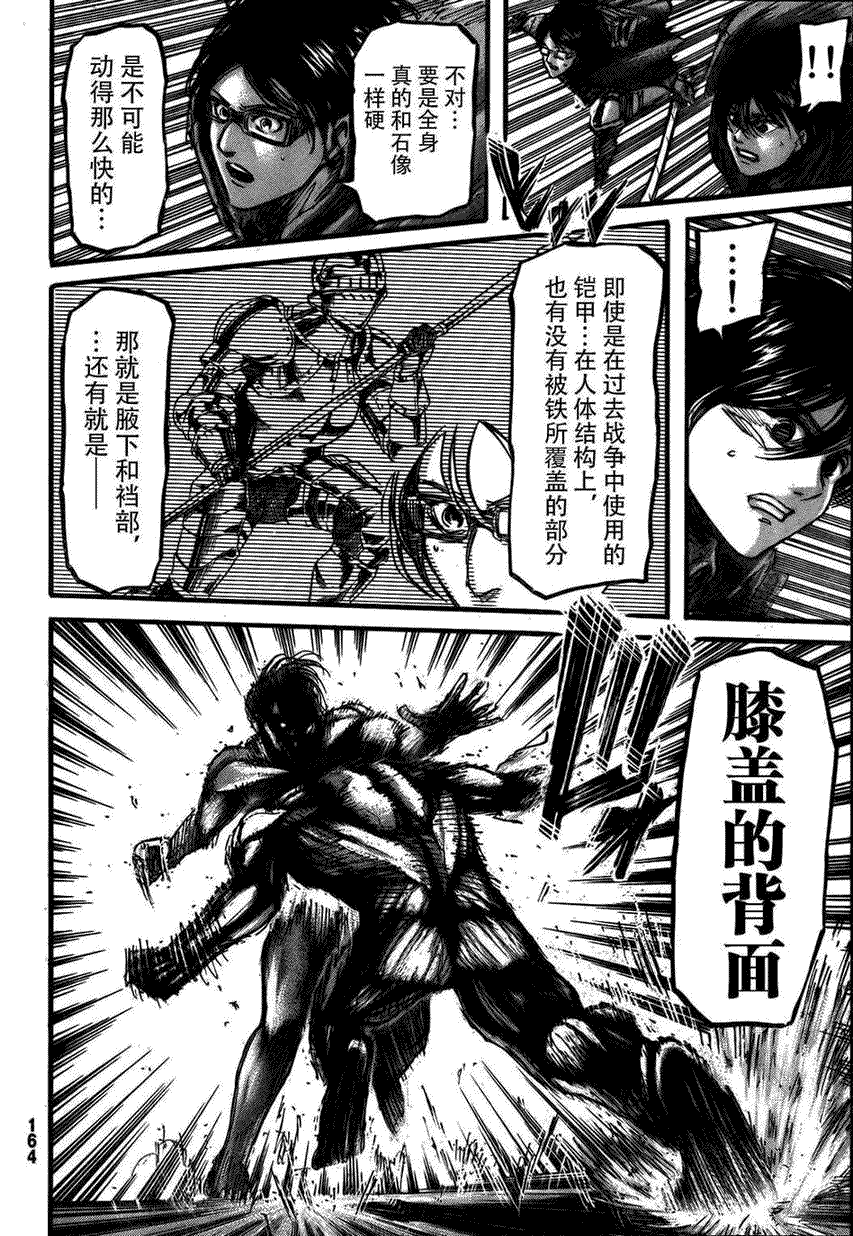 !!
不对…
要是全身
真的和石像
一样硬
是不可能
动得那么快的…
…!
即使是在过去战争中使用的
铠甲…在人体结构上,
也有没有被铁所覆盖的部分
那就是腋下和裆部,
…还有就是——
膝盖的背面
164